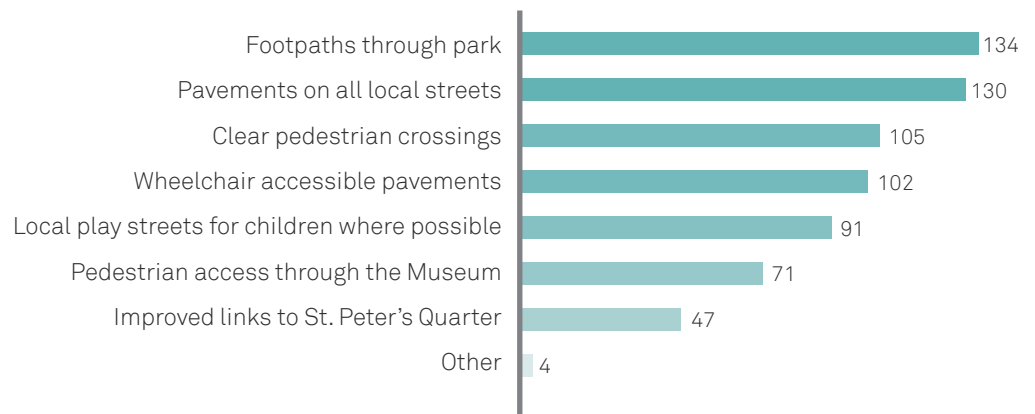 Footpaths through park 134
Pavements on all local streets 130
Clear pedestrian crossings 105
Wheelchair accessible pavements 102
Local play streets for children where possible 91
Pedestrian access through the Museum 71
Improved links to St. Peter’s Quarter 47
Other 4